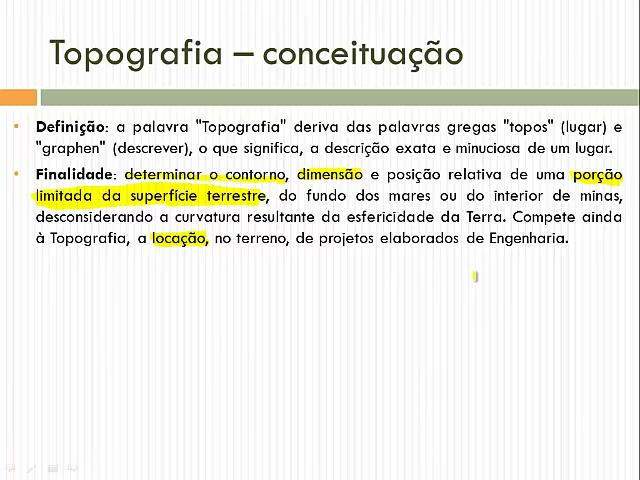 Topografia – conceituação
• Definição: a palavra "Topografia" deriva das palavras gregas "topos" (lugar) e
"graphen" (descrever), o que significa, a descrição exata e minuciosa de um lugar.
• Finalidade: determinar o contorno, dimensão e posição relativa de uma porção
limitada da superfície terrestre, do fundo dos mares ou do interior de minas,
desconsiderando a curvatura resultante da esfericidade da Terra. Compete ainda
à Topografia, a locação, no terreno, de projetos elaborados de Engenharia.